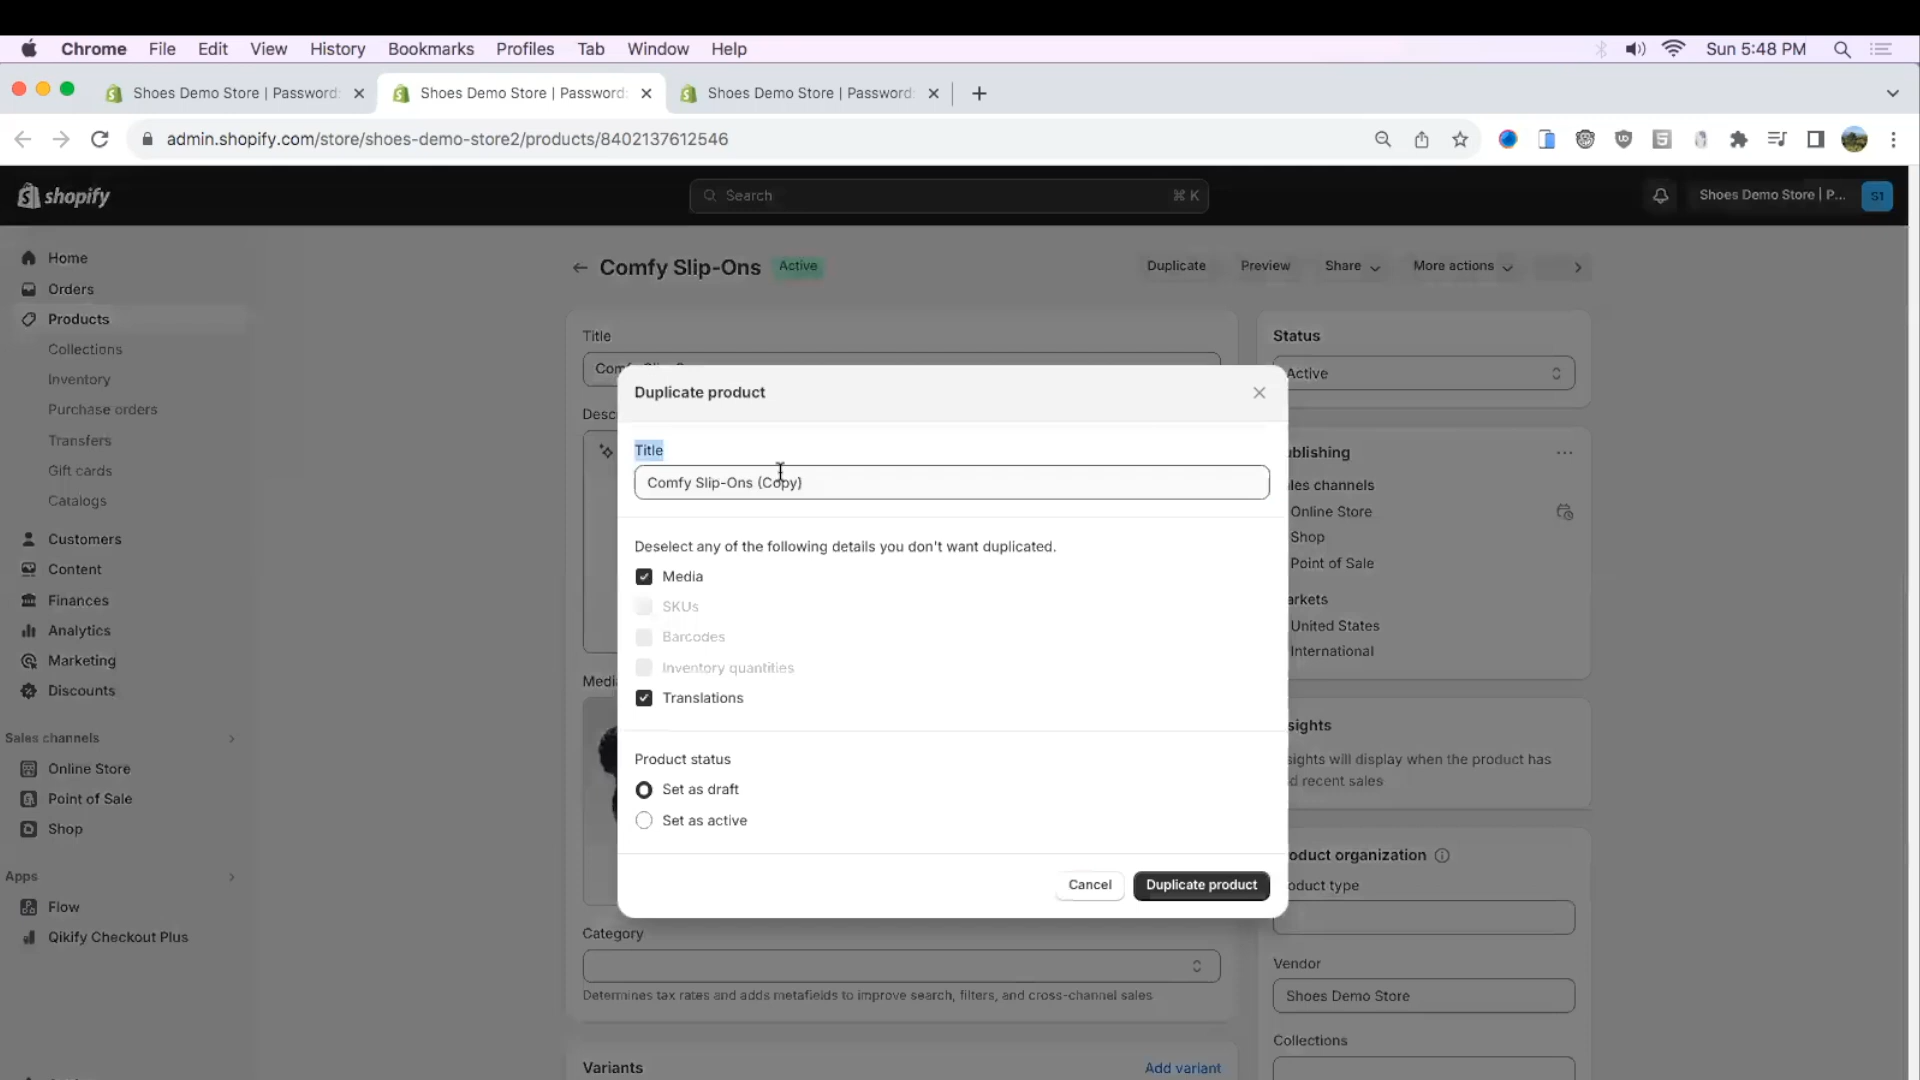 Chrome File Edit View History Bookmarks Profiles Tab Window Help Sun 5:48 PM
Shoes Demo Store | Password: Shoes Demo Store | Password: Shoes Demo Store | Password:
admin.shopify.com/store/shoes-demo-store2/products/8402137612546
shopify Search ⌘ K Shoes Demo Store | P... S1
Home
Orders
Products
Collections
Inventory
Purchase orders
Transfers
Gift cards
Catalogs
Customers
Content
Finances
Analytics
Marketing
Discounts
Sales channels
Online Store
Point of Sale
Shop
Apps
Flow
Qikify Checkout Plus
Comfy Slip-Ons Active Duplicate Preview Share More actions
Title
Desc
Media
Duplicate product
Title
Comfy Slip-Ons (Copy)
Deselect any of the following details you don't want duplicated.
Media
SKUs
Barcodes
Inventory quantities
Translations
Product status
Set as draft
Set as active
Cancel Duplicate product
Category
Determines tax rates and adds metafields to improve search, filters, and cross-channel sales
Variants Add variant
Status
Active
ublishing
les channels
Online Store
Shop
Point of Sale
arkets
United States
International
sights
sights will display when the product has
d recent sales
oduct organization
oduct type
Vendor
Shoes Demo Store
Collections